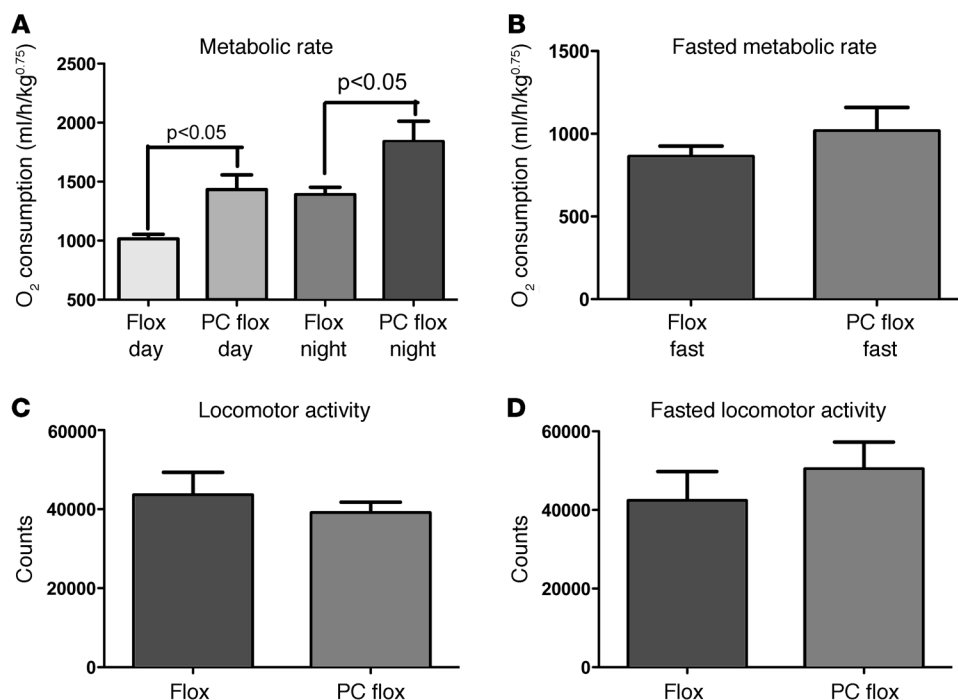 A
Metabolic rate
O2 consumption (ml/h/kg0.75)
2500
2000
1500
1000
500
p<0.05
p<0.05
Flox
day
PC flox
day
Flox
night
PC flox
night
B
Fasted metabolic rate
O2 consumption (ml/h/kg0.75)
1500
1000
500
0
Flox
fast
PC flox
fast
C
Locomotor activity
Counts
60000
40000
20000
0
Flox
PC flox
D
Fasted locomotor activity
Counts
60000
40000
20000
0
Flox
PC flox